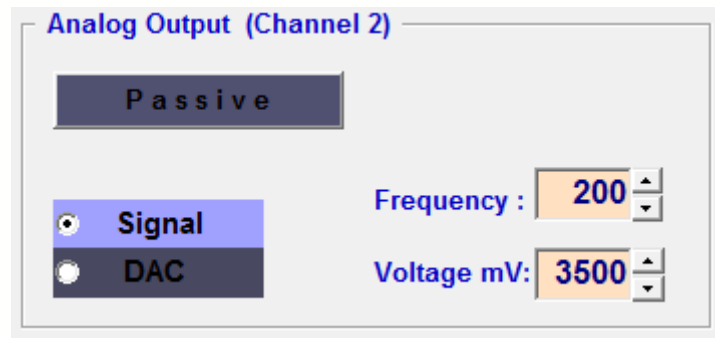 Analog Output (Channel 2)
Passive
Signal
DAC
Frequency : 200
Voltage mV: 3500